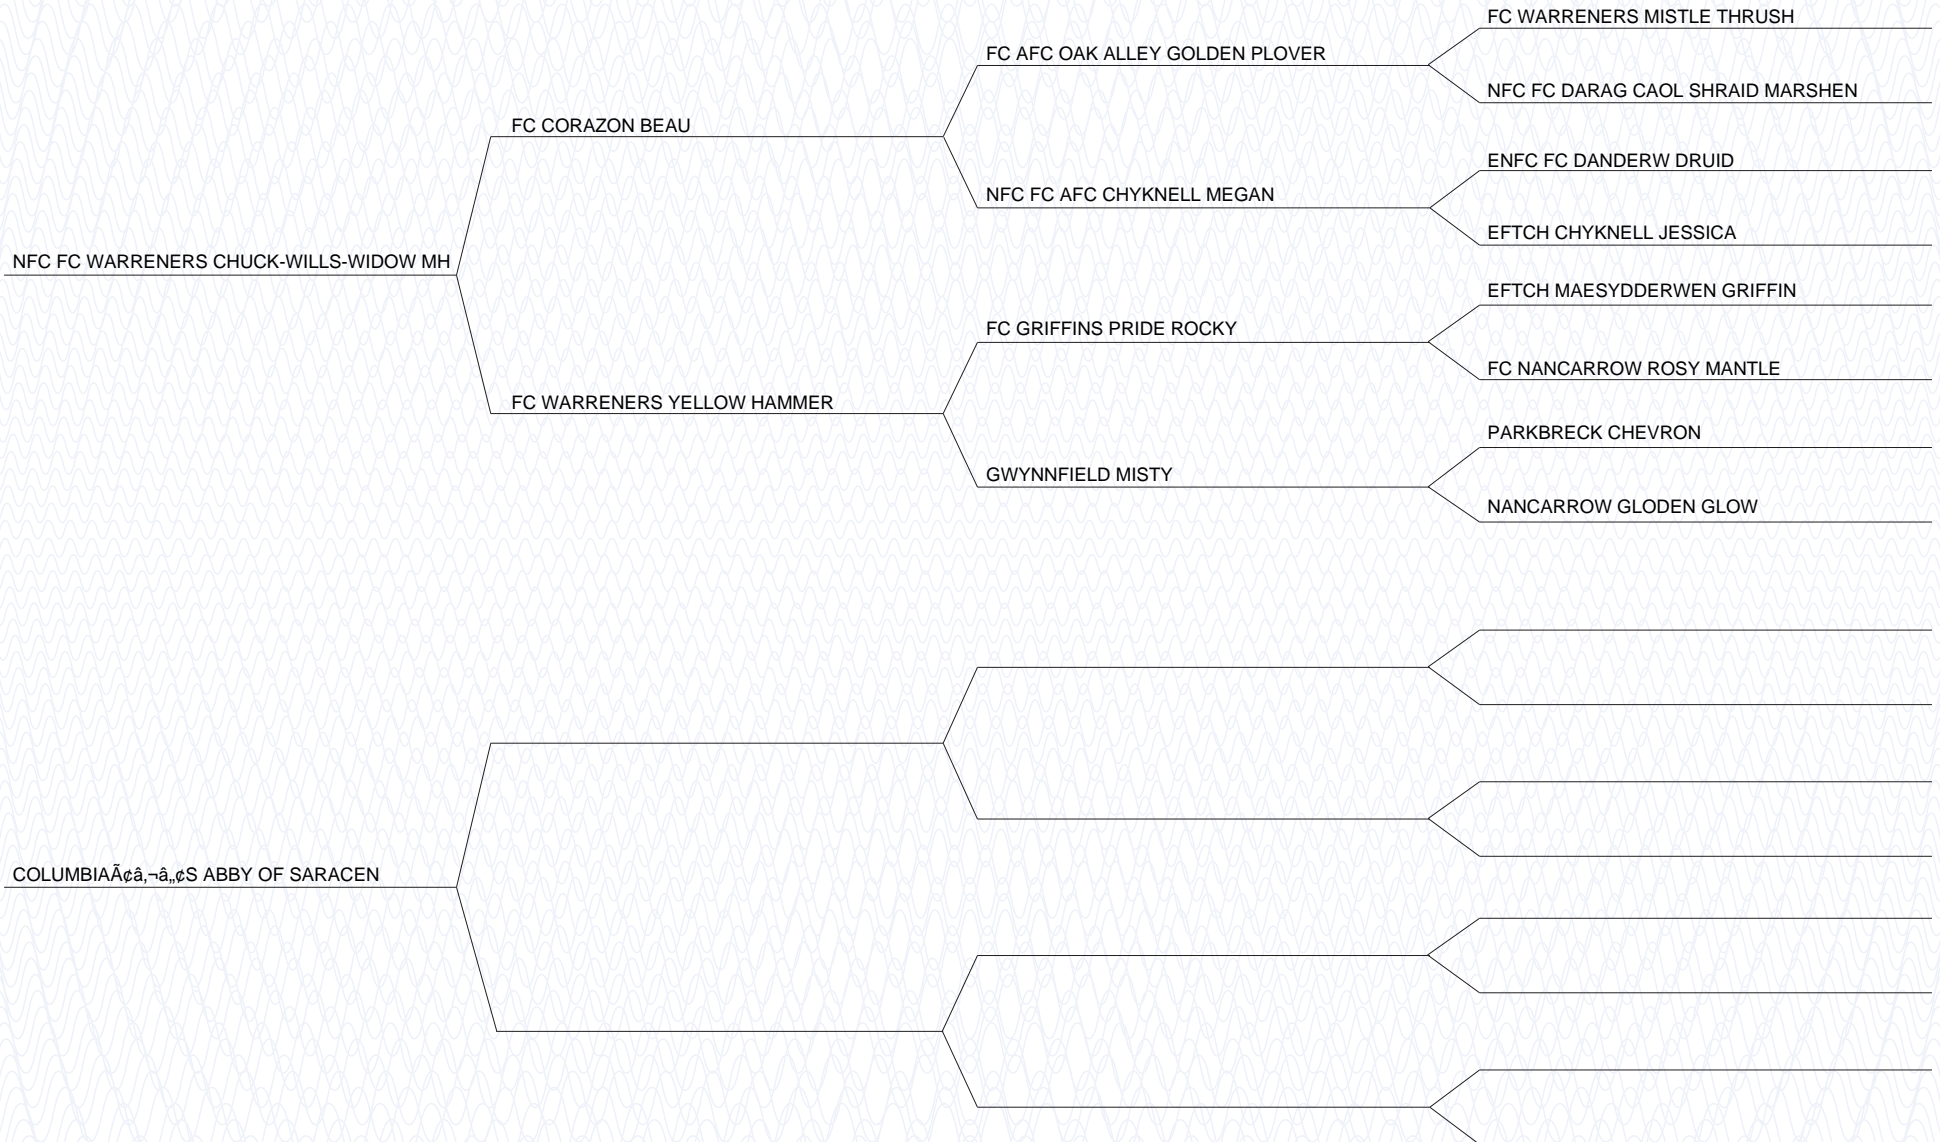 FC WARRENERS MISTLE THRUSH
FC AFC OAK ALLEY GOLDEN PLOVER
NFC FC DARAG CAOL SHRAID MARSHEN
FC CORAZON BEAU
ENFC FC DANDERW DRUID
NFC FC AFC CHYKNELL MEGAN
EFTCH CHYKNELL JESSICA
NFC FC WARRENERS CHUCK-WILLS-WIDOW MH
EFTCH MAESYDDERWEN GRIFFIN
FC GRIFFINS PRIDE ROCKY
FC NANCARROW ROSY MANTLE
FC WARRENERS YELLOW HAMMER
PARKBRECK CHEVRON
GWYNNFIELD MISTY
NANCARROW GLODEN GLOW
COLUMBIAÃ¢â‚¬â„¢S ABBY OF SARACEN